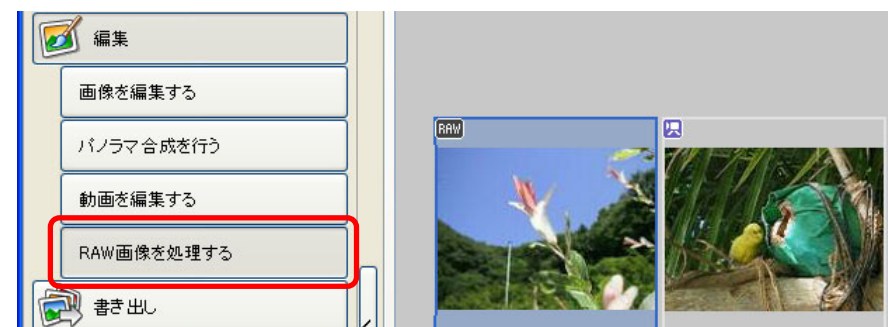 編集
画像を編集する
パノラマ合成を行う
動画を編集する
RAW画像を処理する
書き出し
RAW